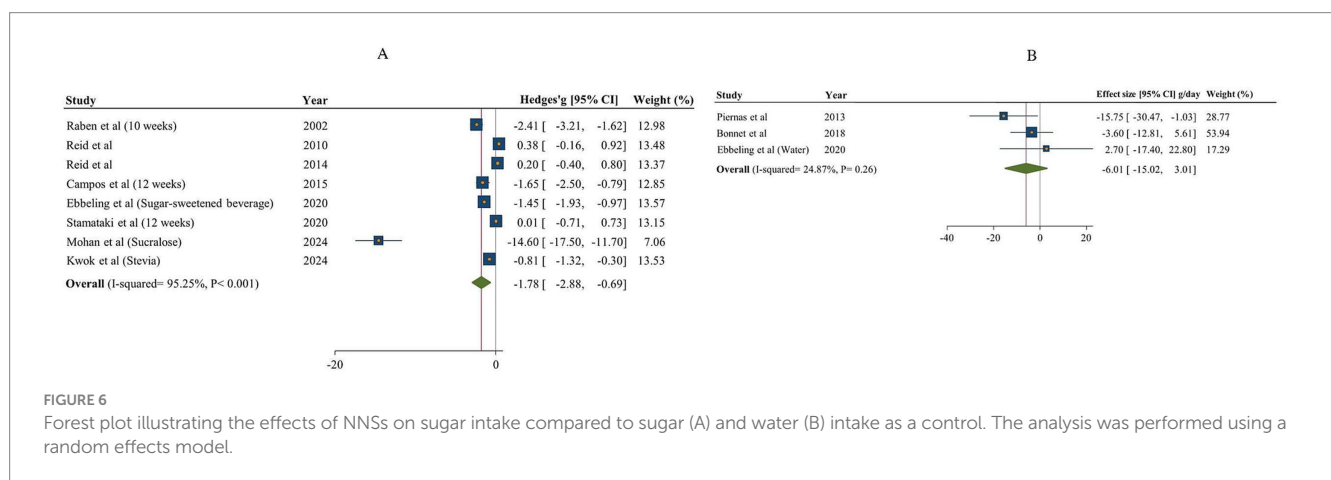 A
Study Year Hedges'g [95% CI] Weight (%)
Raben et al (10 weeks) 2002 -2.41 [ -3.21, -1.62] 12.98
Reid et al 2010 0.38 [ -0.16, 0.92] 13.48
Reid et al 2014 0.20 [ -0.40, 0.80] 13.37
Campos et al (12 weeks) 2015 -1.65 [ -2.50, -0.79] 12.85
Ebbeling et al (Sugar-sweetened beverage) 2020 -1.45 [ -1.93, -0.97] 13.57
Stamataki et al (12 weeks) 2020 0.01 [ -0.71, 0.73] 13.15
Mohan et al (Sucralose) 2024 -14.60 [ -17.50, -11.70] 7.06
Kwok et al (Stevia) 2024 -0.81 [ -1.32, -0.30] 13.53
Overall (I-squared= 95.25%, P< 0.001) -1.78 [ -2.88, -0.69]
-20 0
B
Study Year Effect size [95% CI] g/day Weight (%)
Piernas et al 2013 -15.75 [ -30.47, -1.03] 28.77
Bonnet et al 2018 -3.60 [ -12.81, 5.61] 53.94
Ebbeling et al (Water) 2020 2.70 [ -17.40, 22.80] 17.29
Overall (I-squared= 24.87%, P= 0.26) -6.01 [ -15.02, 3.01]
-40 -20 0 20
FIGURE 6
Forest plot illustrating the effects of NNSs on sugar intake compared to sugar (A) and water (B) intake as a control. The analysis was performed using a
random effects model.